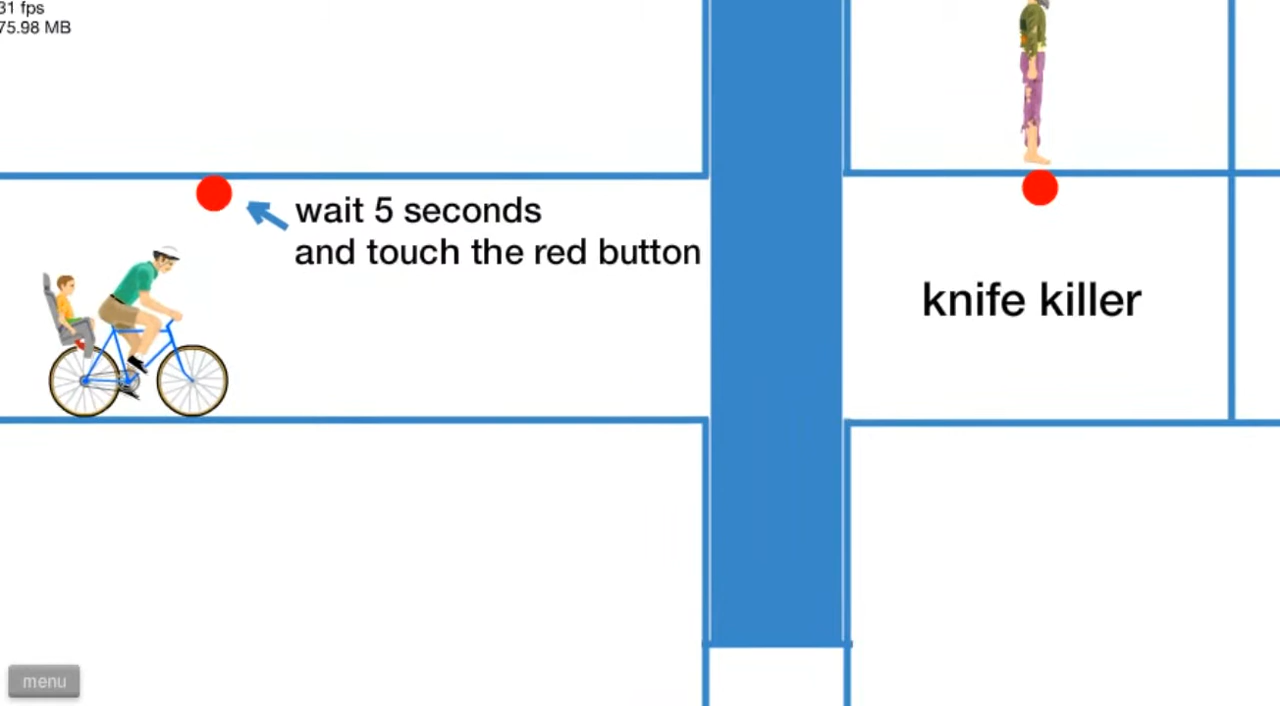 31 fps
75.98 MB
wait 5 seconds
and touch the red button
knife killer
menu